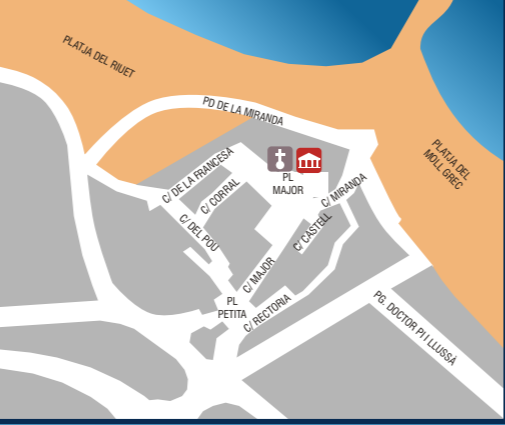 PLATJA DEL RIUET
PD DE LA MIRANDA
PLATJA DEL
MOLL GREC
C/ DE LA FRANCESA
C/ CORRAL
PL
MAJOR
C/ MIRANDA
C/ DEL POU
C/ CASTELL
C/ MAJOR
PL
PETITA
C/ RECTORIA
PG. DOCTOR PI I LLUSSÀ